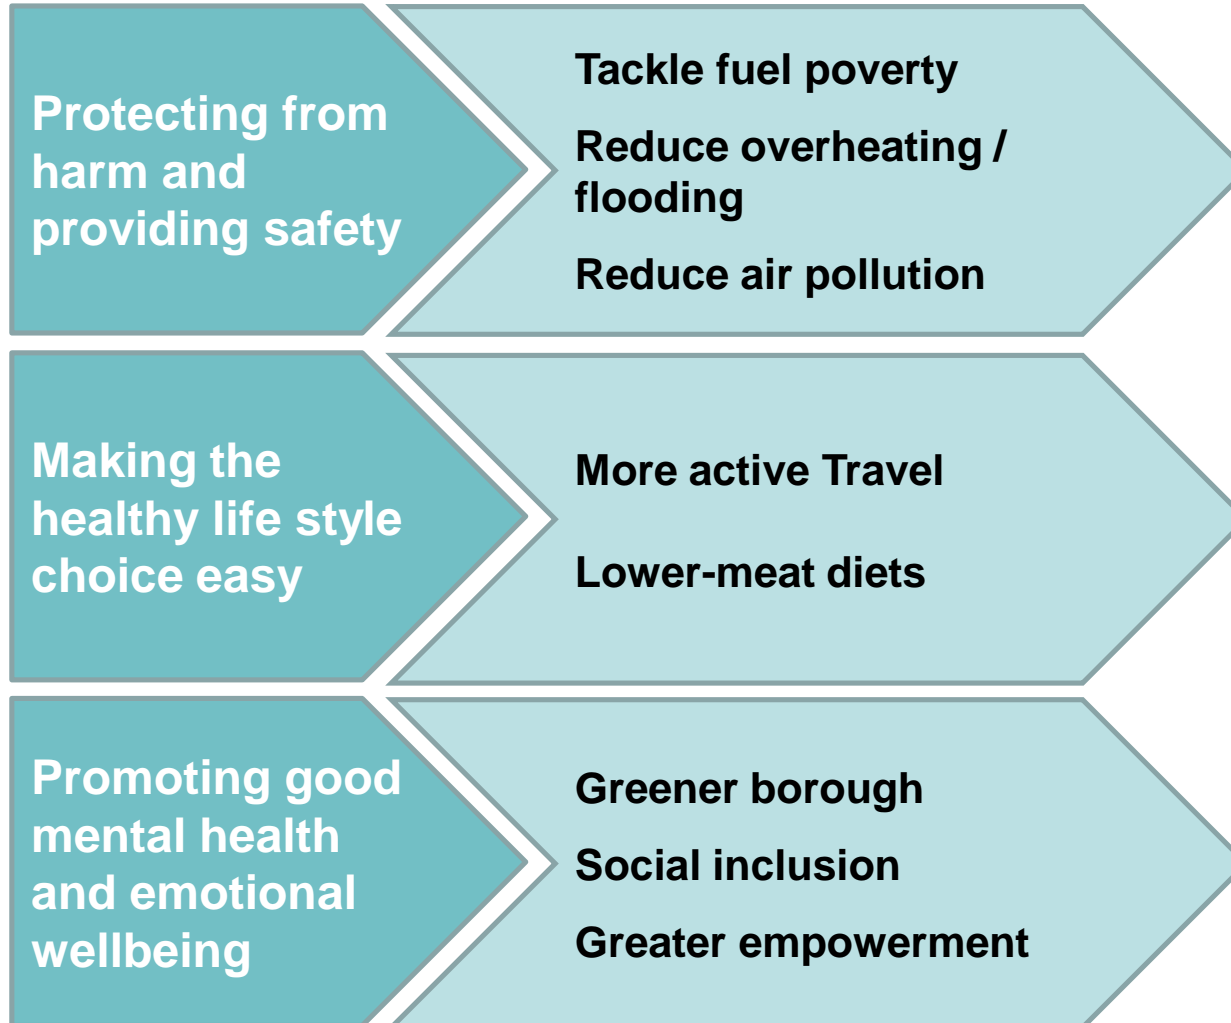 Protecting from
harm and
providing safety
Tackle fuel poverty
Reduce overheating /
flooding
Reduce air pollution
Making the
healthy life style
choice easy
More active Travel
Lower-meat diets
Promoting good
mental health
and emotional
wellbeing
Greener borough
Social inclusion
Greater empowerment